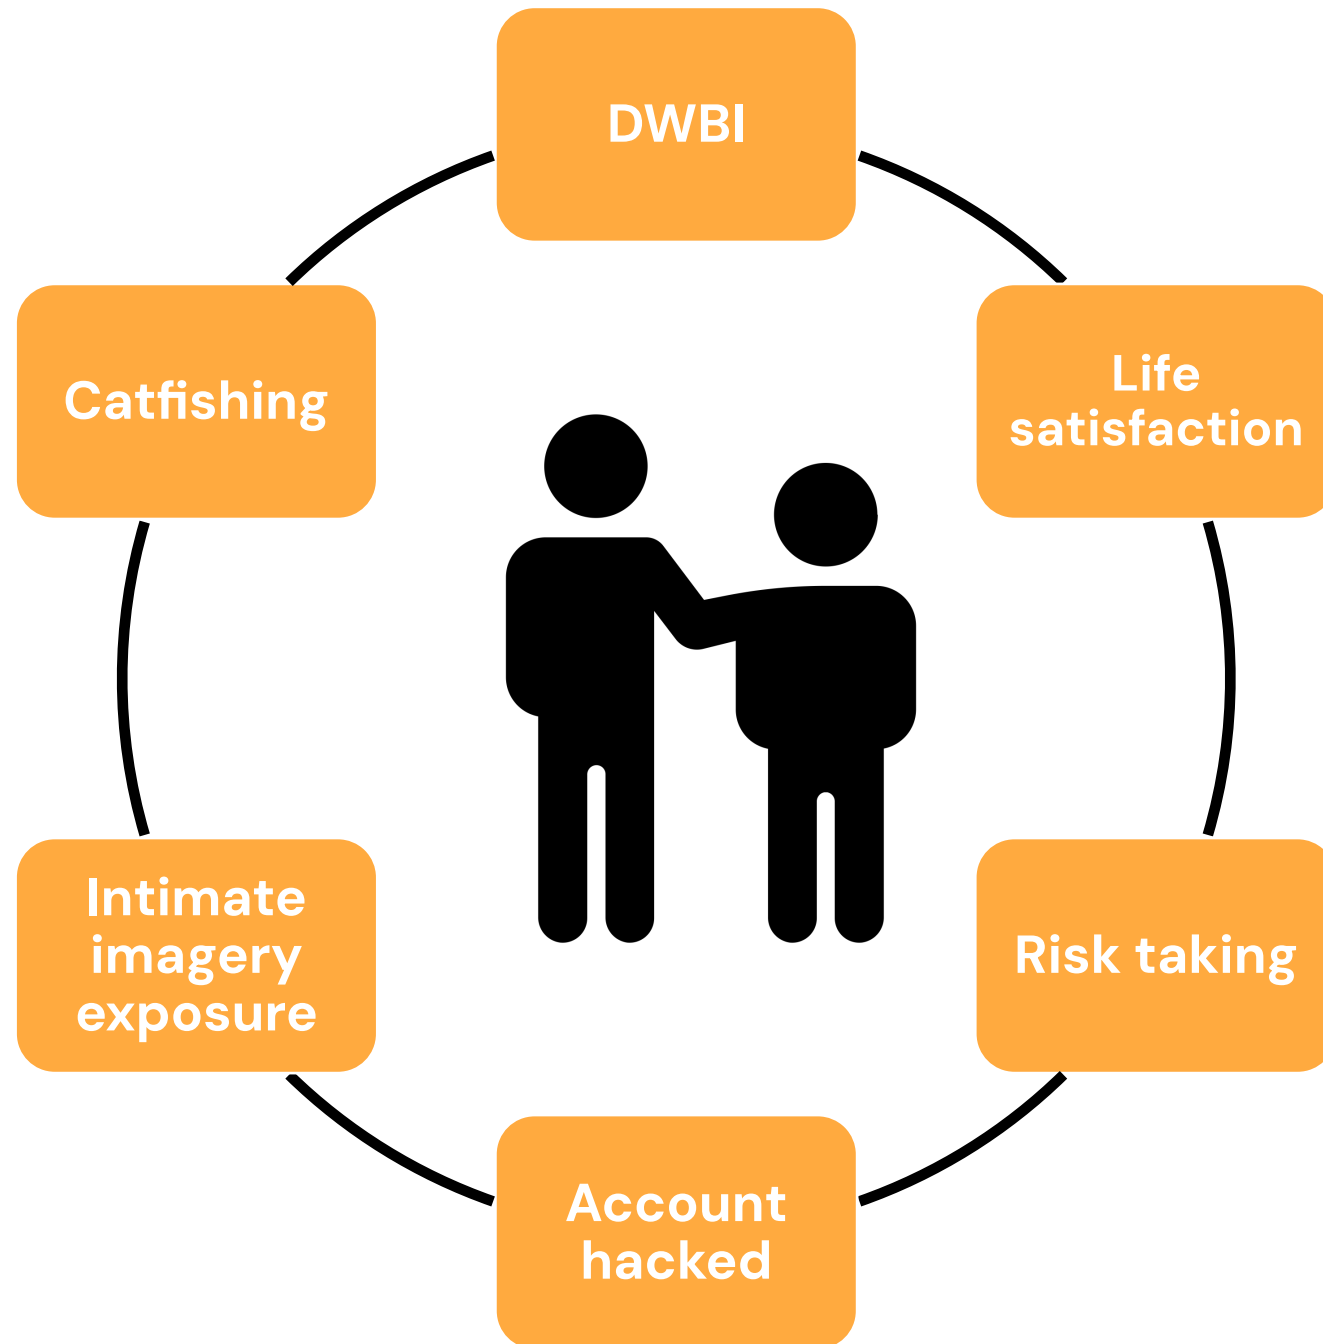 DWBI
Life
satisfaction
Risk taking
Account
hacked
Intimate
imagery
exposure
Catfishing